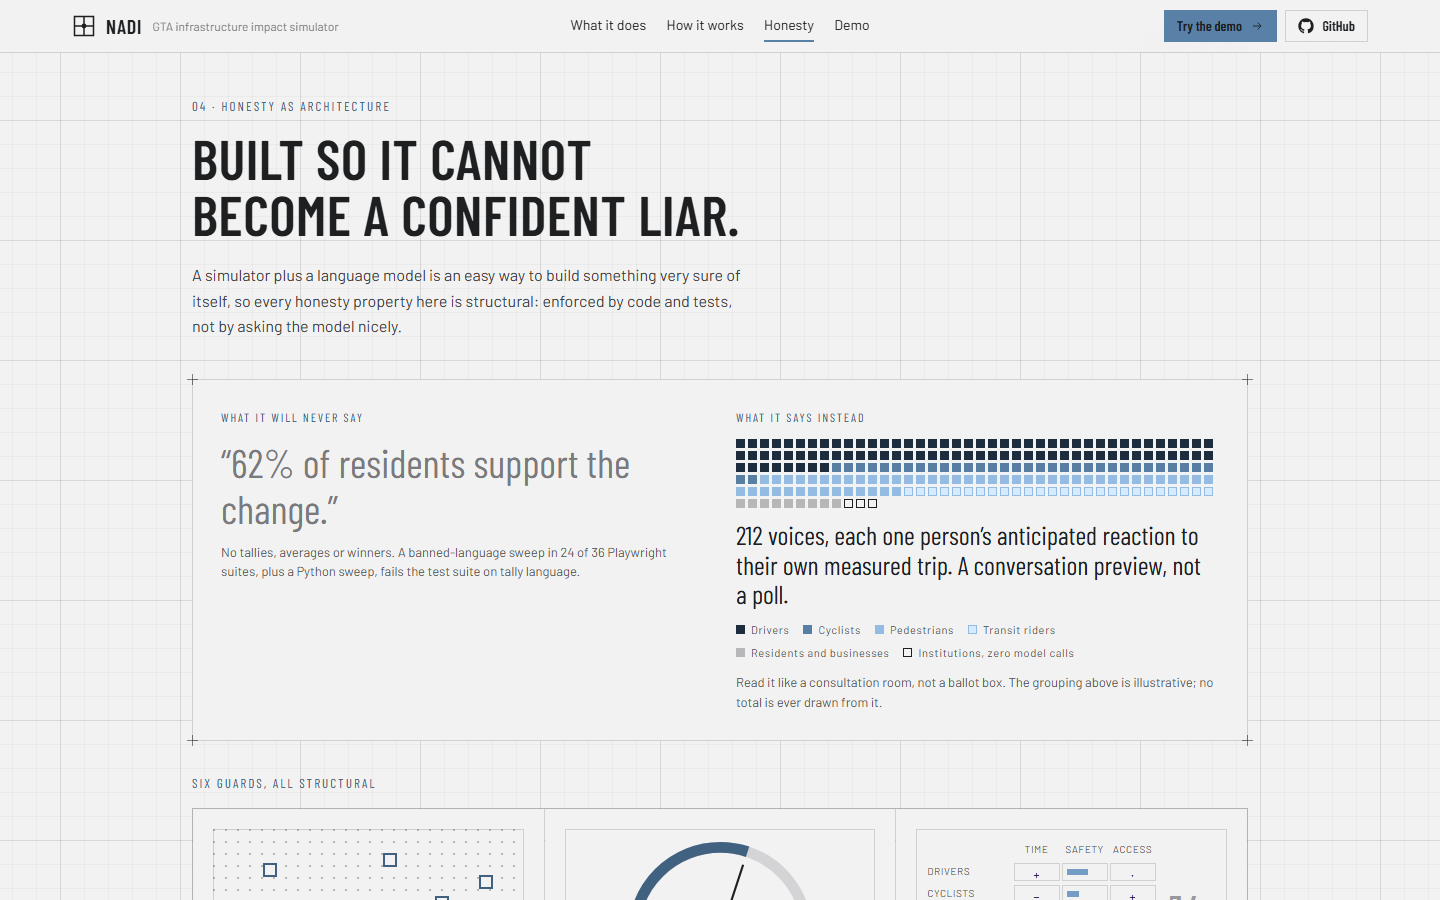 NADI GTA infrastructure impact simulator
What it does How it works Honesty Demo
Try the demo → GitHub
04 · HONESTY AS ARCHITECTURE
BUILT SO IT CANNOT
BECOME A CONFIDENT LIAR.
A simulator plus a language model is an easy way to build something very sure of
itself, so every honesty property here is structural: enforced by code and tests,
not by asking the model nicely.
WHAT IT WILL NEVER SAY
“62% of residents support the
change.”
No tallies, averages or winners. A banned-language sweep in 24 of 36 Playwright
suites, plus a Python sweep, fails the test suite on tally language.
WHAT IT SAYS INSTEAD
212 voices, each one person’s anticipated reaction to
their own measured trip. A conversation preview, not
a poll.
Drivers Cyclists Pedestrians Transit riders
Residents and businesses Institutions, zero model calls
Read it like a consultation room, not a ballot box. The grouping above is illustrative; no
total is ever drawn from it.
SIX GUARDS, ALL STRUCTURAL
TIME SAFETY ACCESS
DRIVERS + ·
CYCLISTS − +